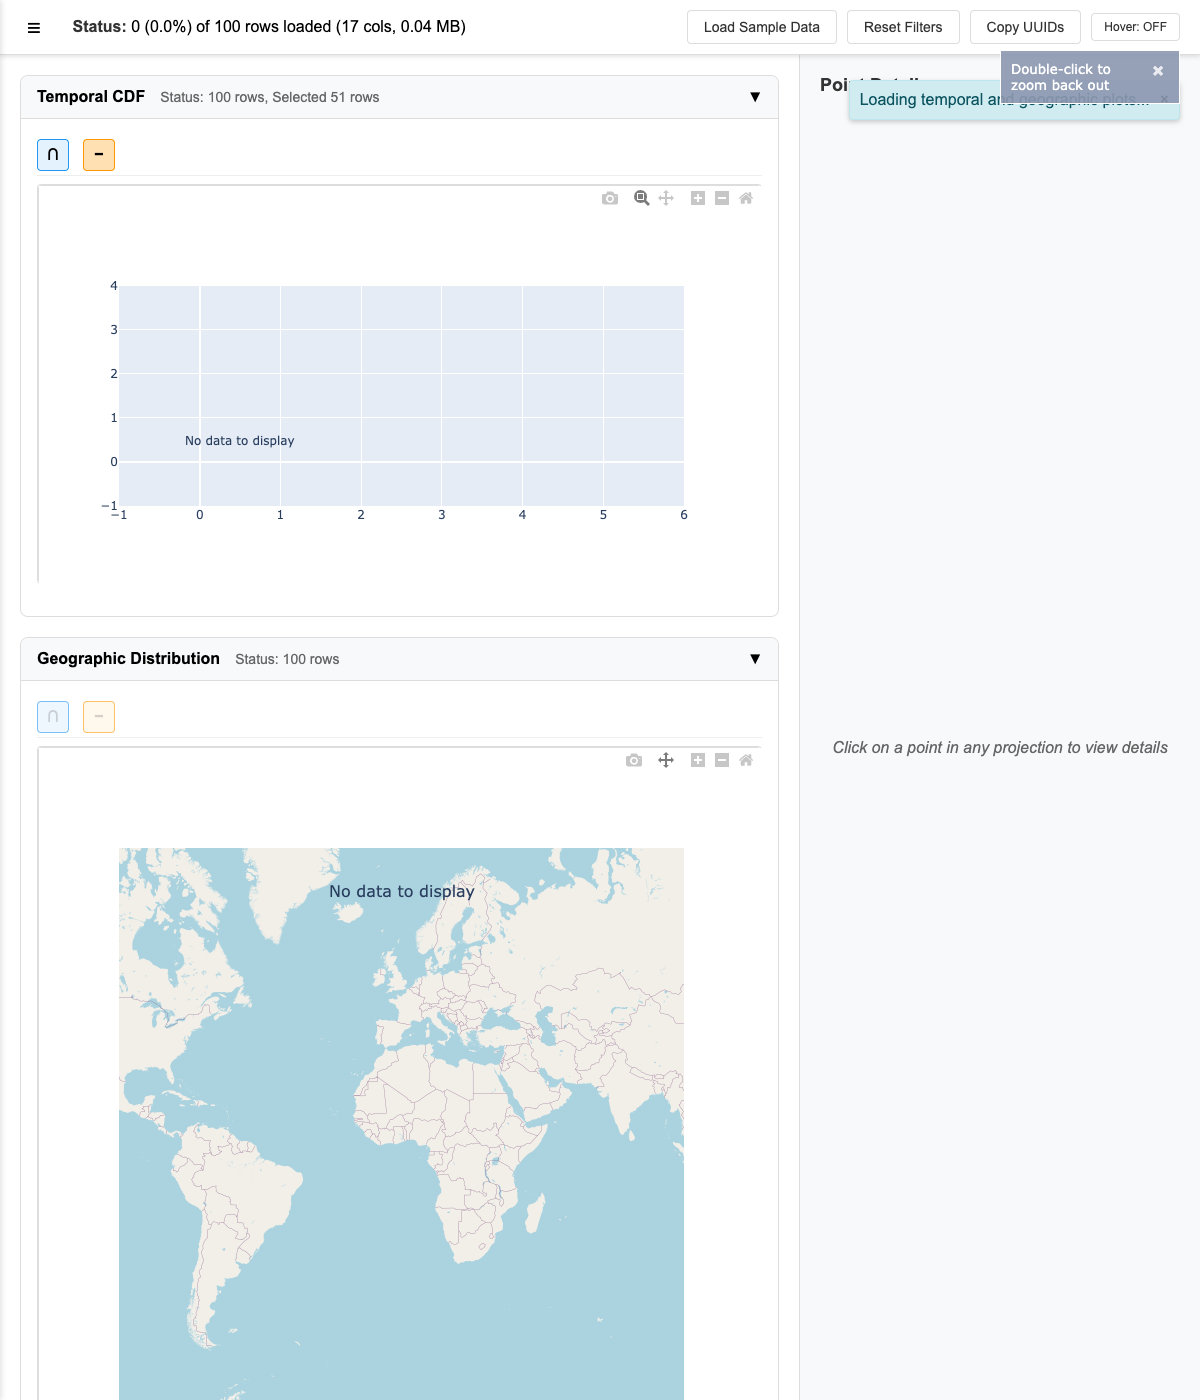 ≡ Status: 0 (0.0%) of 100 rows loaded (17 cols, 0.04 MB) Load Sample Data Reset Filters Copy UUIDs Hover: OFF
Double-click to
zoom back out
Loading temporal and geographic plots...
Temporal CDF Status: 100 rows, Selected 51 rows ▼
∩ −
4
3
2
1
0
−1
No data to display
−1 0 1 2 3 4 5 6
Geographic Distribution Status: 100 rows ▼
∩ −
No data to display
Click on a point in any projection to view details